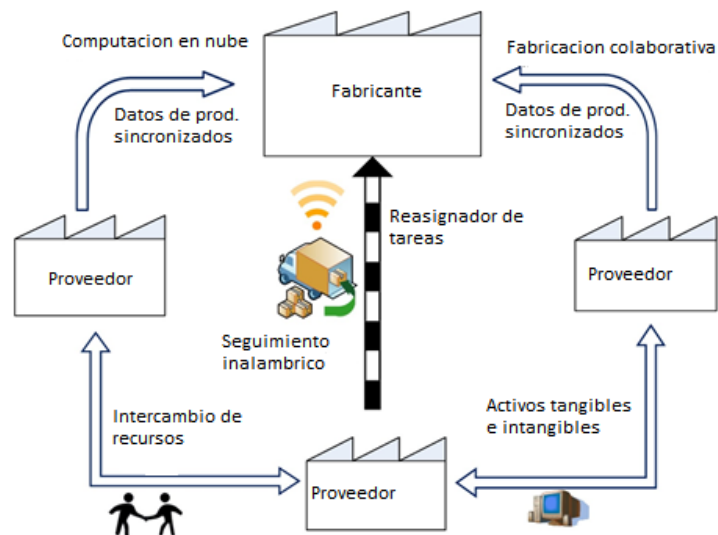 Computacion en nube
Fabricacion colaborativa
Fabricante
Datos de prod.
sincronizados
Datos de prod.
sincronizados
Reasignador de
tareas
Proveedor
Proveedor
Seguimiento
inalambrico
Intercambio de
recursos
Activos tangibles
e intangibles
Proveedor